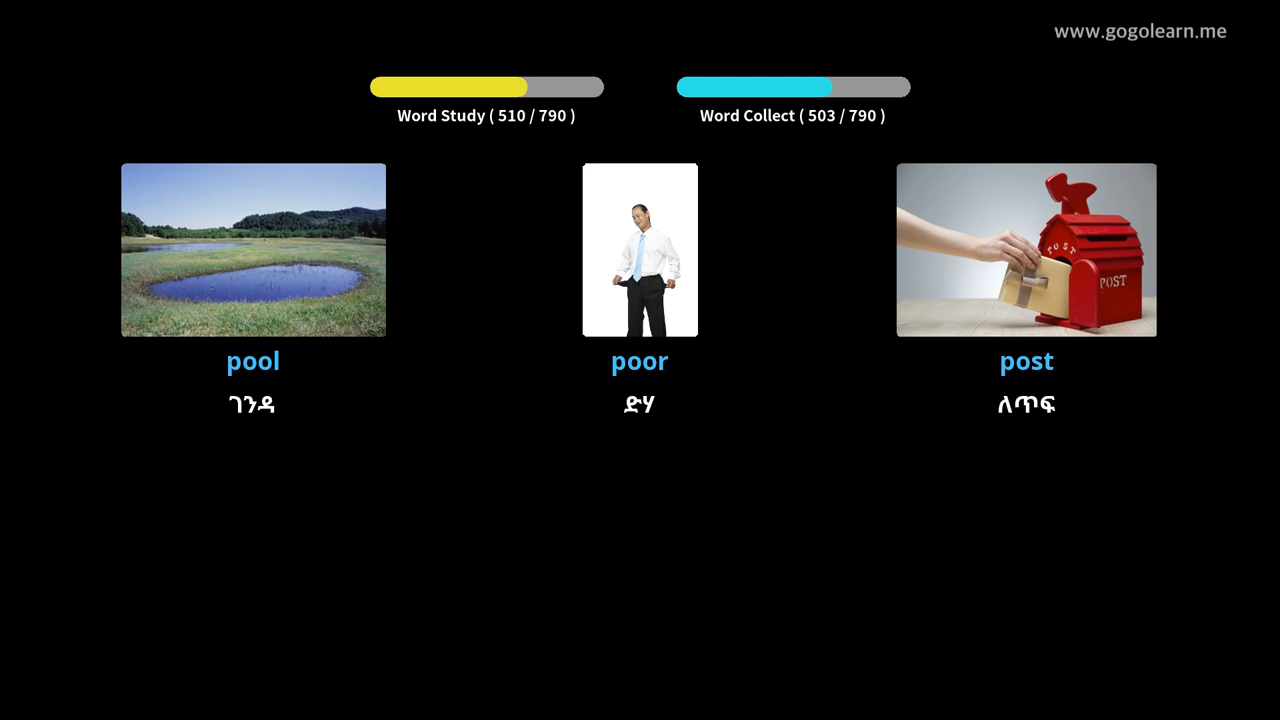 www.gogolearn.me
Word Study ( 510 / 790 )
Word Collect ( 503 / 790 )
POST
POST
pool
poor
post
ገንዳ
ድሃ
ለጥፍ